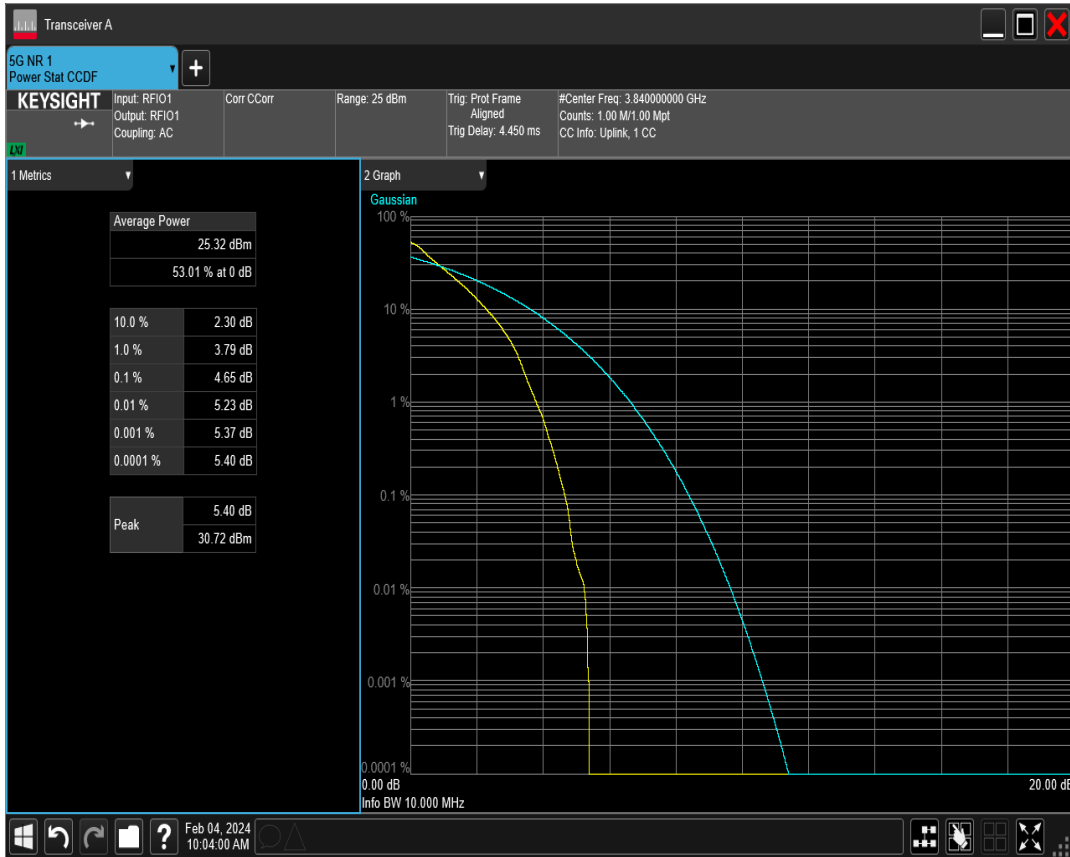 Transceiver A
5G NR 1
Power Stat CCDF
KEYSIGHT
LXI
Input: RFIO1
Output: RFIO1
Coupling: AC
Corr CCorr
Range: 25 dBm
Trig: Prot Frame
Aligned
Trig Delay: 4.450 ms
#Center Freq: 3.840000000 GHz
Counts: 1.00 M/1.00 Mpt
CC Info: Uplink, 1 CC
1 Metrics
Average Power
25.32 dBm
53.01 % at 0 dB
10.0 % 2.30 dB
1.0 % 3.79 dB
0.1 % 4.65 dB
0.01 % 5.23 dB
0.001 % 5.37 dB
0.0001 % 5.40 dB
Peak
5.40 dB
30.72 dBm
2 Graph
Gaussian
100 %
10 %
1 %
0.1 %
0.01 %
0.001 %
0.0001 %
0.00 dB 20.00 dB
Info BW 10.000 MHz
?
Feb 04, 2024
10:04:00 AM